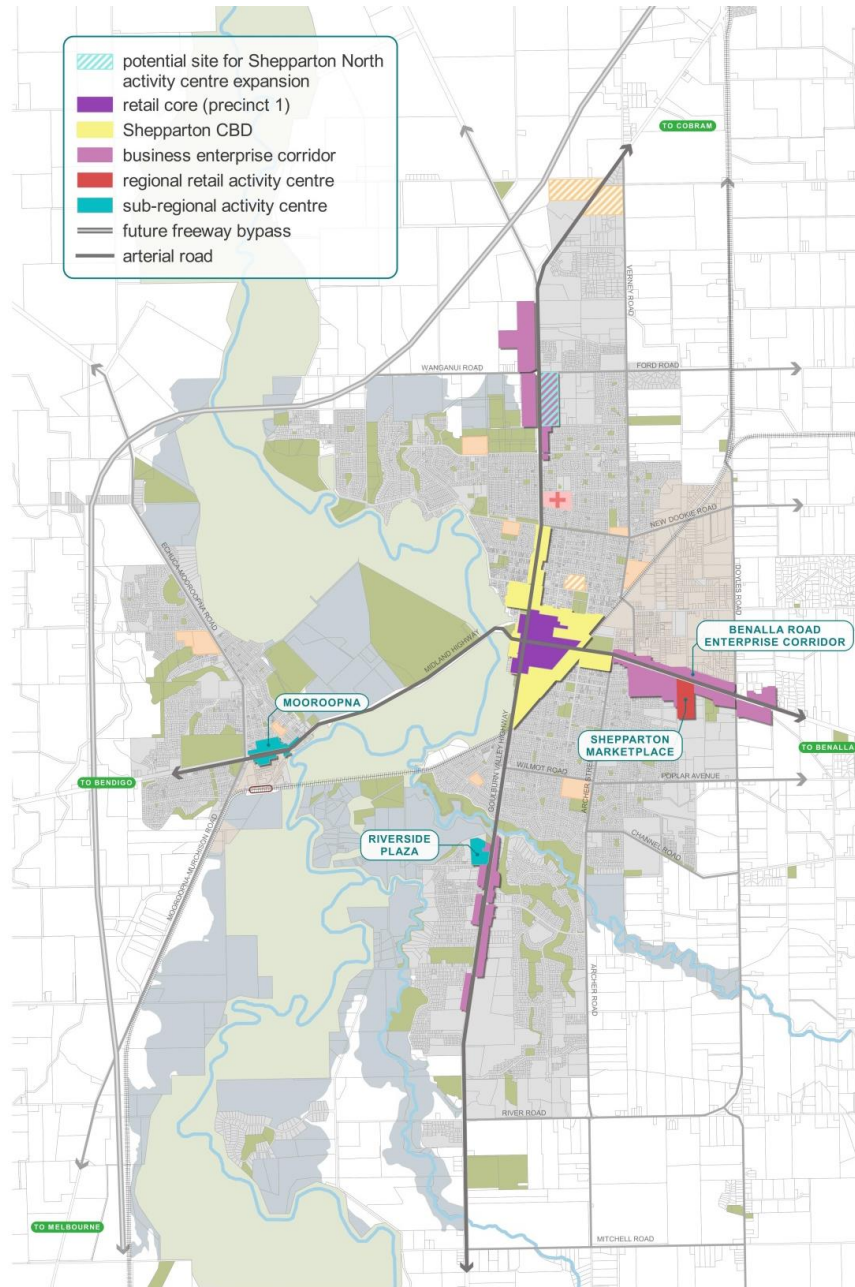 potential site for Shepparton North
activity centre expansion
retail core (precinct 1)
Shepparton CBD
business enterprise corridor
regional retail activity centre
sub-regional activity centre
future freeway bypass
arterial road
TO COBRAM
VERNEY ROAD
WANGANUI ROAD
FORD ROAD
NEW DOOKIE ROAD
DOYLES ROAD
ECHUCA-MOOROOPNA ROAD
MIDLAND HIGHWAY
BENALLA ROAD
ENTERPRISE CORRIDOR
MOOROOPNA
SHEPPARTON
MARKETPLACE
TO BENALLA
GOULBURN VALLEY HIGHWAY
TO BENDIGO
WILMOT ROAD
ARCHER STREET
POPLAR AVENUE
RIVERSIDE
PLAZA
CHANNEL ROAD
MOOROOPNA-MURCHISON ROAD
ARCHER ROAD
RIVER ROAD
TO MELBOURNE
MITCHELL ROAD